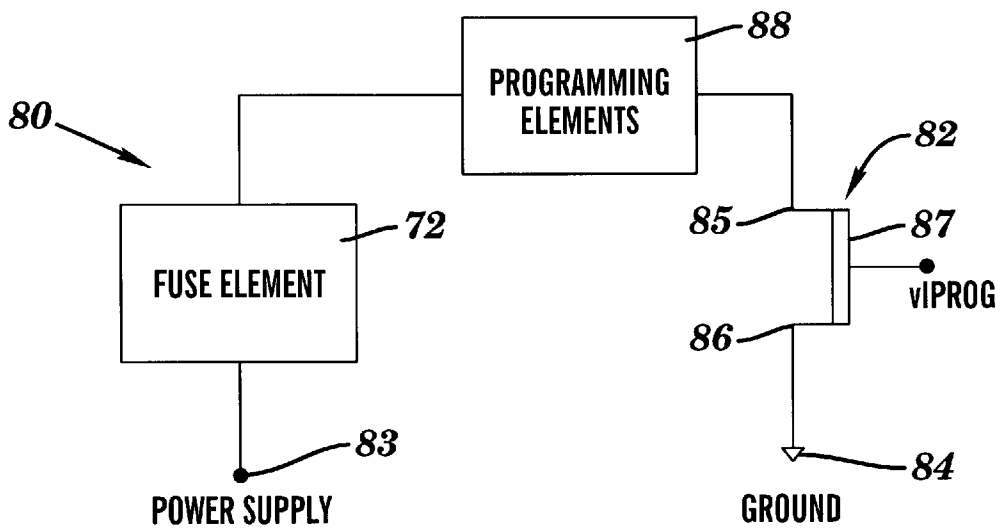 88
PROGRAMMING
ELEMENTS
80
82
85
87
72
FUSE ELEMENT
vIPROG
86
83
84
POWER SUPPLY
GROUND